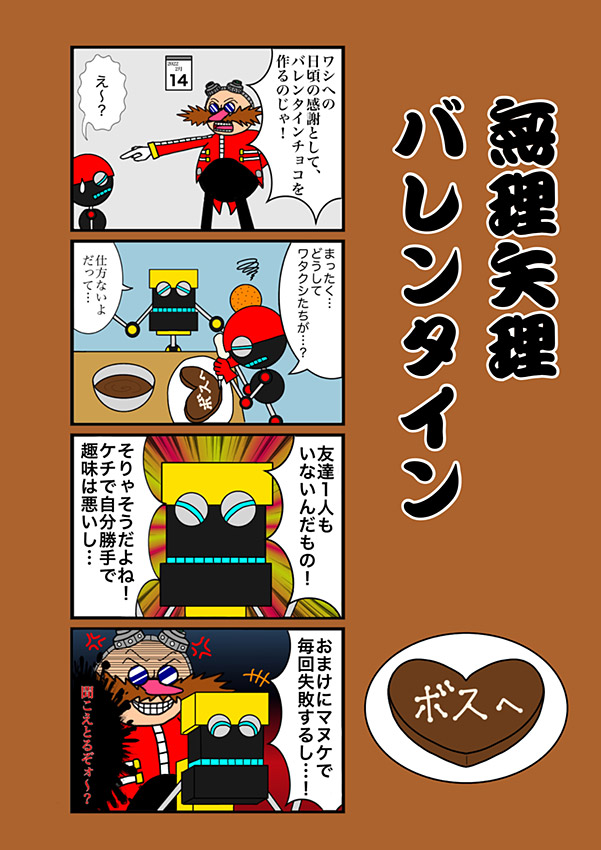 無理矢理
バレンタイン
2022
2月
14
ワシへの
日頃の感謝として、
バレンタインチョコを
作るのじゃ！
え～？
まったく…
どうして
ワタクシたちが…？
仕方ないよ
だって…
ボスへ
友達1人も
いないんだもの！
そりゃそうだよね！
ケチで自分勝手で
趣味は悪いし…
おまけにマヌケで
毎回失敗するし…！
聞こえとるぞォ～？
ボスへ